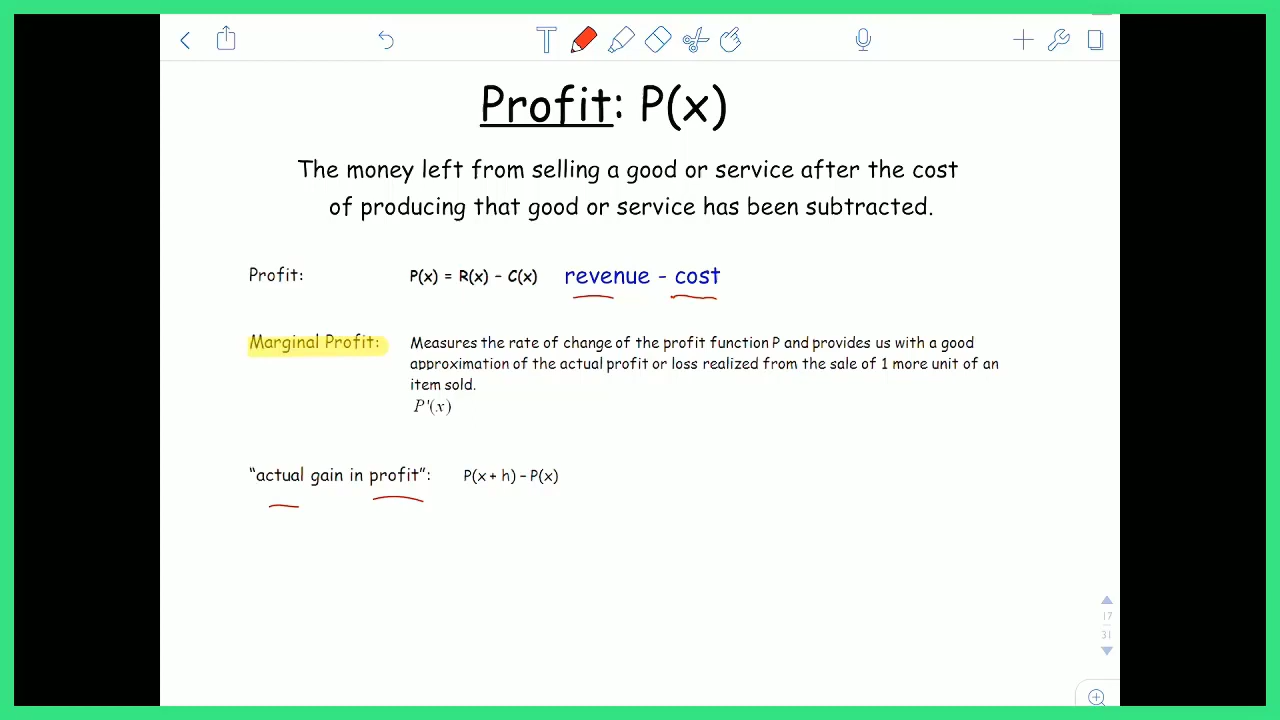 Profit: P(x)
The money left from selling a good or service after the cost
of producing that good or service has been subtracted.
Profit: P(x) = R(x) - C(x) revenue - cost
Marginal Profit: Measures the rate of change of the profit function P and provides us with a good
approximation of the actual profit or loss realized from the sale of 1 more unit of an
item sold.
P'(x)
"actual gain in profit": P(x + h) – P(x)
17
31